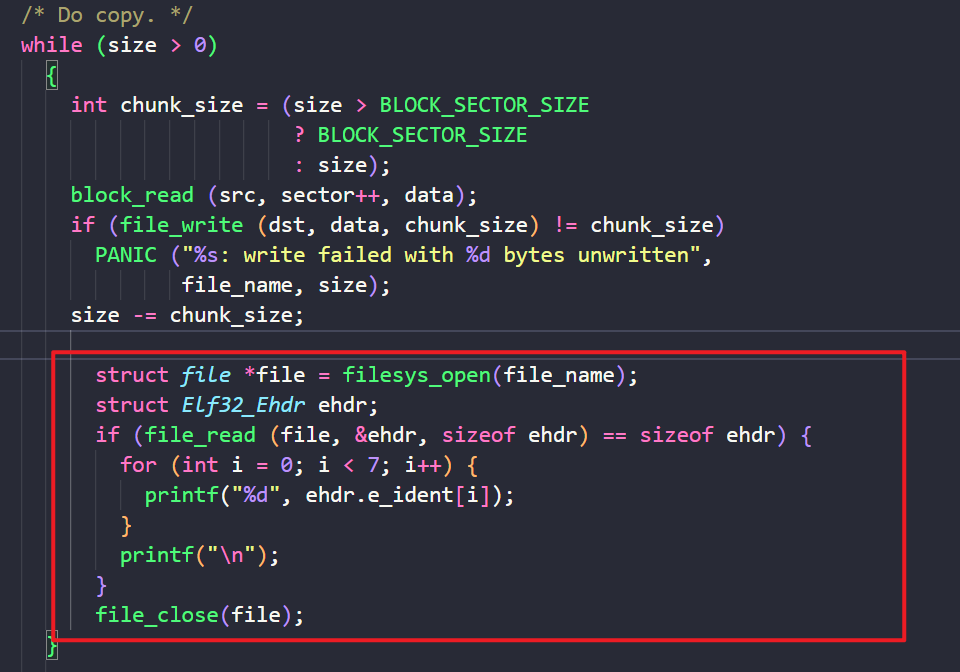 /* Do copy. */
while (size > 0)
{
int chunk_size = (size > BLOCK_SECTOR_SIZE
? BLOCK_SECTOR_SIZE
: size);
block_read (src, sector++, data);
if (file_write (dst, data, chunk_size) != chunk_size)
PANIC ("%s: write failed with %d bytes unwritten",
file_name, size);
size -= chunk_size;
struct file *file = filesys_open(file_name);
struct Elf32_Ehdr ehdr;
if (file_read (file, &ehdr, sizeof ehdr) == sizeof ehdr) {
for (int i = 0; i < 7; i++) {
printf("%d", ehdr.e_ident[i]);
}
printf("\n");
}
file_close(file);
}